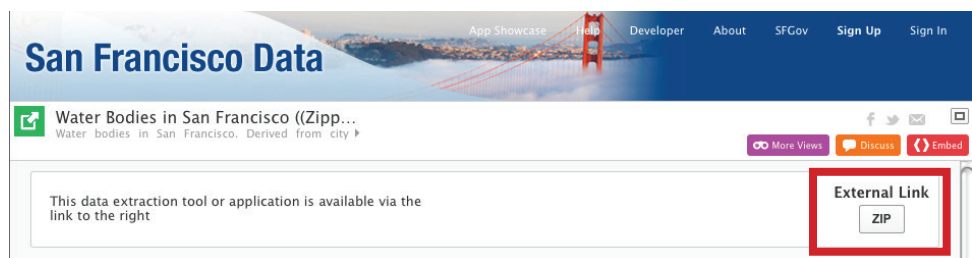 App Showcase Help Developer About SFGov Sign Up Sign In
San Francisco Data
Water Bodies in San Francisco ((Zipp...
Water bodies in San Francisco. Derived from city
More Views Discuss Embed
This data extraction tool or application is available via the
link to the right
External Link
ZIP